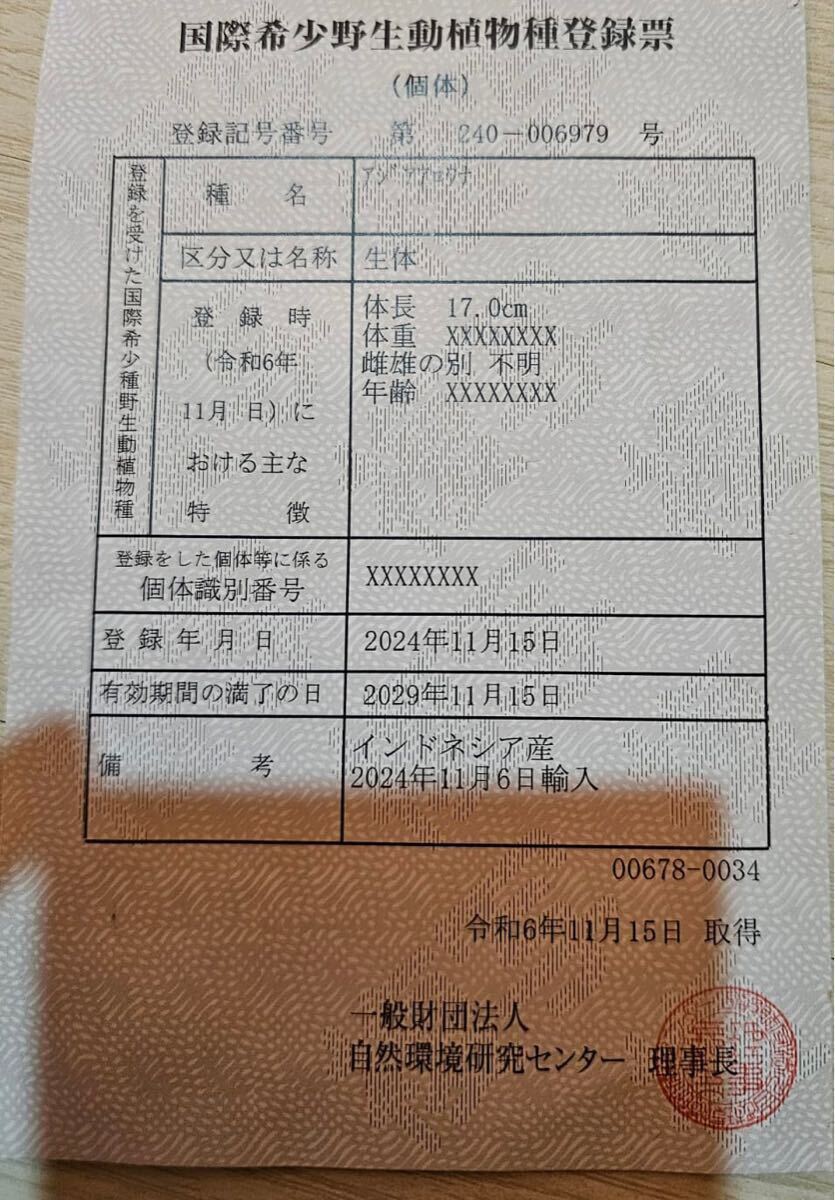 国際希少野生動植物種登録票
(個体)
登録記号番号 第 240-006979 号
登録を受けた国際希少種野生動植物種
種 名 アジアアロワナ
区分又は名称 生体
登録時
(令和6年
11月 日)に
おける主な
特徴
体長 17.0cm
体重 XXXXXXXX
雌雄の別 不明
年齢 XXXXXXXX
登録をした個体等に係る
個体識別番号
XXXXXXXX
登録年月日 2024年11月15日
有効期間の満了の日 2029年11月15日
備考
インドネシア産
2024年11月6日輸入
00678-0034
令和6年11月15日 取得
一般財団法人
自然環境研究センター 理事長